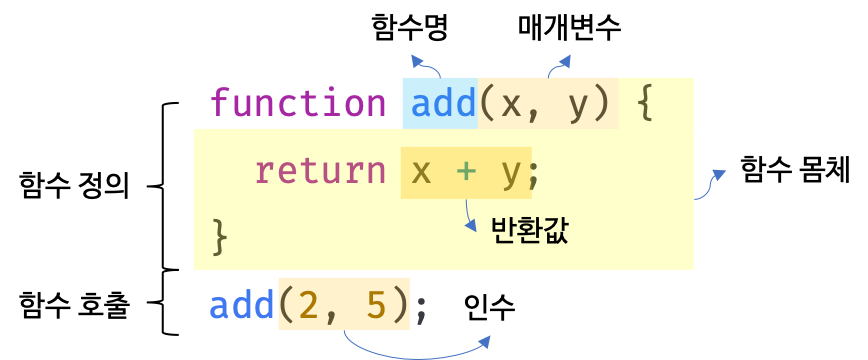 함수명 매개변수
function add(x, y) {
return x + y;
함수 정의
함수 몸체
}
반환값
함수 호출
add(2, 5);
인수